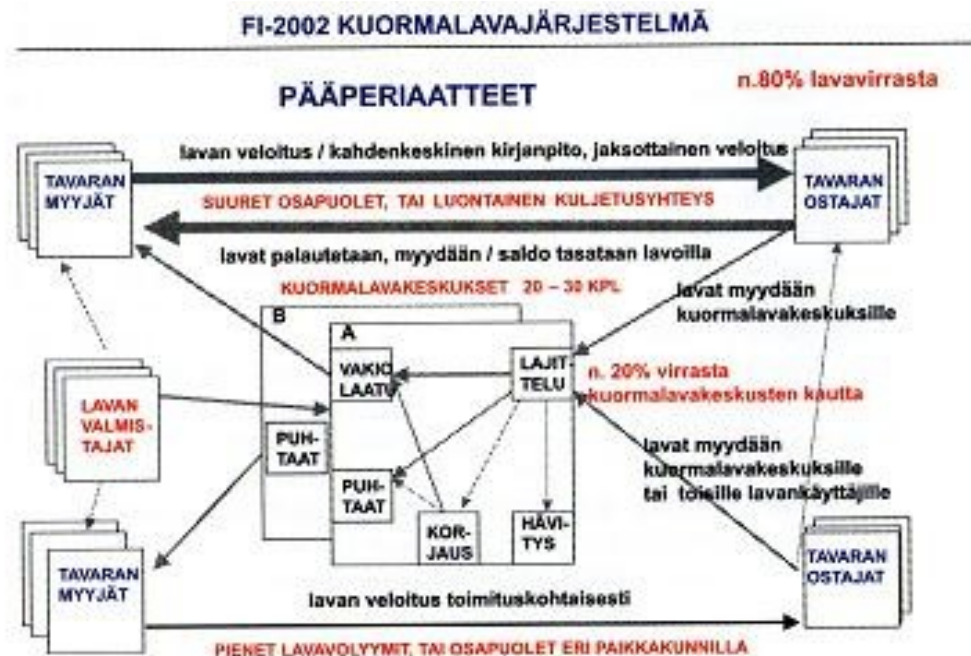 FI-2002 KUORMALAVAJÄRJESTELMÄ
PÄÄPERIAATTEET
n.80% lavavirrasta
TAVARAN
MYYJÄT
lavan veloitus / kahdenkeskinen kirjanpito, jaksottainen veloitus
SUURET OSAPUOLET, TAI LUONTAINEN KULJETUSYHTEYS
lavat palautetaan, myydään / saldo tasataan lavoilla
TAVARAN
OSTAJAT
KUORMALAVAKESKUKSET 20 – 30 KPL
lavat myydään
kuormalavakeskuksille
B
A
VAKIO
LAATU
LAJIT-
TELU
n. 20% virrasta
kuormalavakeskusten kautta
LAVAN
VALMIS-
TAJAT
PUH-
TAAT
PUH-
TAAT
KOR-
JAUS
HÄVI-
TYS
lavat myydään
kuormalavakeskuksille
tai toisille lavankäyttäjille
TAVARAN
MYYJÄT
lavan veloitus toimituskohtaisesti
TAVARAN
OSTAJAT
PIENET LAVAVOLYYMIT, TAI OSAPUOLET ERI PAIKKAKUNNILLA